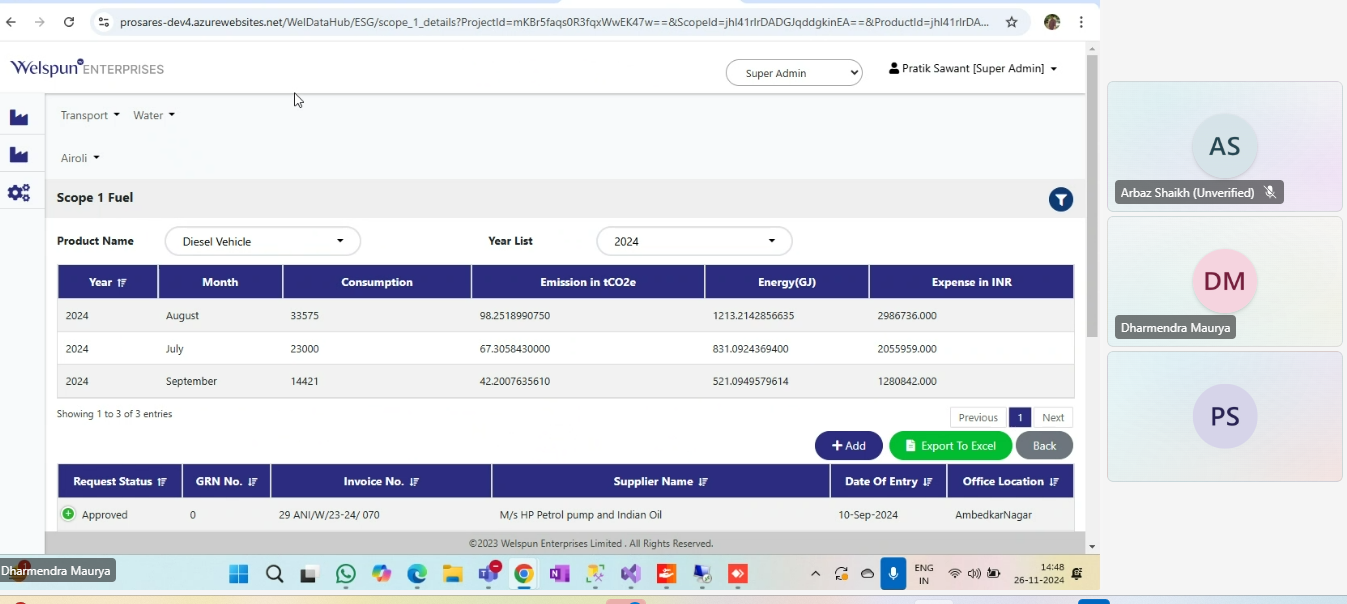 prosares-dev4.azurewebsites.net/WelDataHub/ESG/scope_1_details?ProjectId=mKBr5faqs0R3fqxWwEK47w==&ScopeId=jhl41rlrDADGJqddgkinEA==&ProductId=jhl41rlrDA...
Welspun ENTERPRISES
Super Admin
Pratik Sawant [Super Admin]
Transport Water
Airoli
Scope 1 Fuel
Product Name Diesel Vehicle Year List 2024
Year Month Consumption Emission in tCO2e Energy(GJ) Expense in INR
2024 August 33575 98.2518990750 1213.2142856635 2986736.000
2024 July 23000 67.3058430000 831.0924369400 2055959.000
2024 September 14421 42.2007635610 521.0949579614 1280842.000
Showing 1 to 3 of 3 entries
Previous 1 Next
+ Add Export To Excel Back
Request Status GRN No. Invoice No. Supplier Name Date Of Entry Office Location
Approved 0 29 ANI/W/23-24/ 070 M/s HP Petrol pump and Indian Oil 10-Sep-2024 AmbedkarNagar
©2023 Welspun Enterprises Limited . All Rights Reserved.
Dharmendra Maurya
ENG
IN
14:48
26-11-2024
AS
Arbaz Shaikh (Unverified)
DM
Dharmendra Maurya
PS